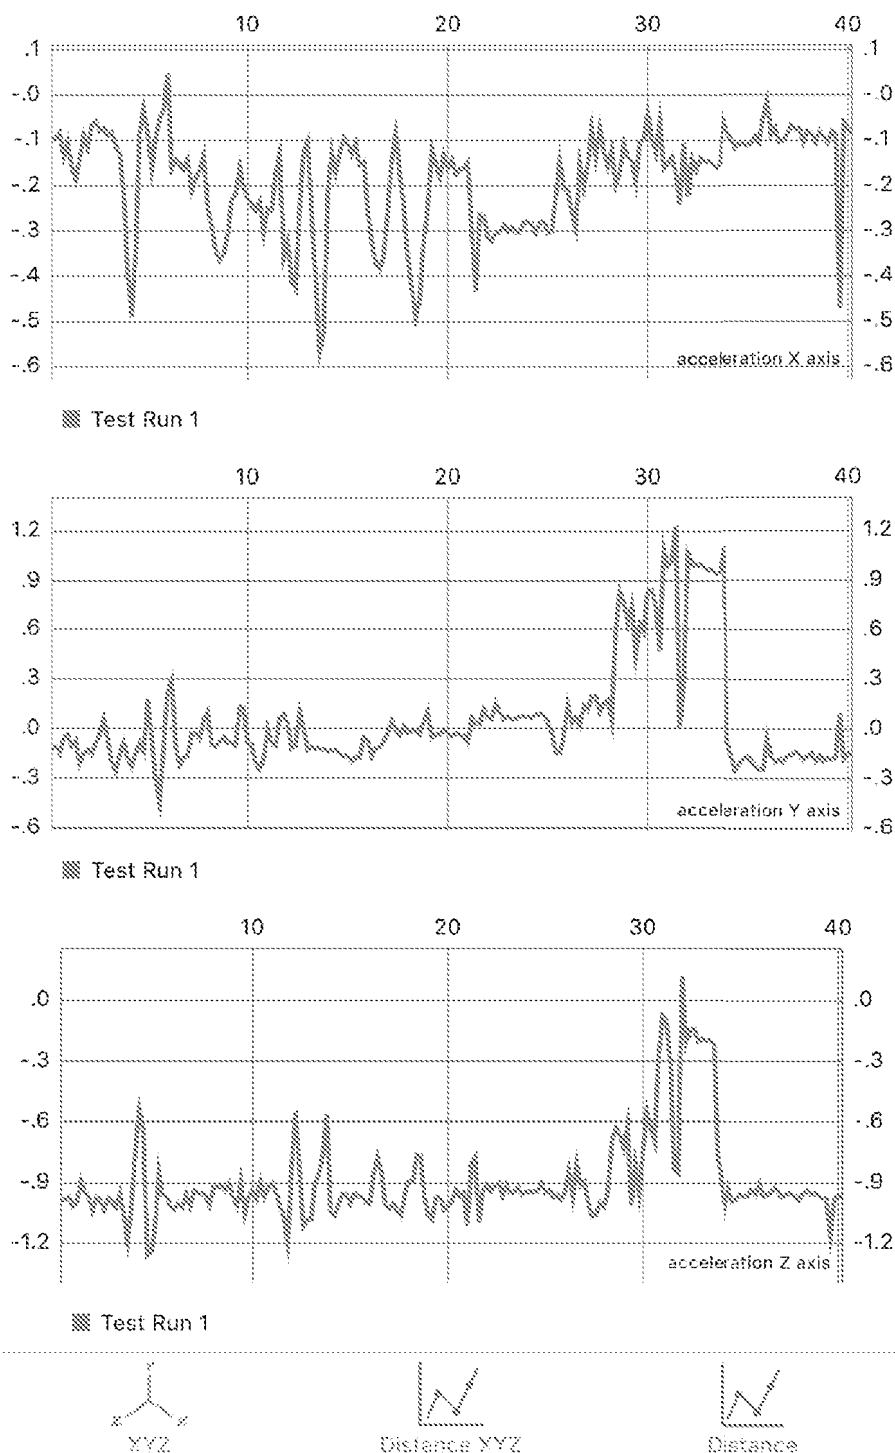 10 20 30 40
.1 .1
-.0 -.0
-.1 -.1
-.2 -.2
-.3 -.3
-.4 -.4
-.5 -.5
-.6 -.6
acceleration X axis
Test Run 1
10 20 30 40
1.2 1.2
.9 .9
.6 .6
.3 .3
.0 .0
-.3 -.3
-.6 -.6
acceleration Y axis
Test Run 1
10 20 30 40
.0 .0
-.3 -.3
-.6 -.6
-.9 -.9
-1.2 -1.2
acceleration Z axis
Test Run 1
XYZ Distance XYZ Distance